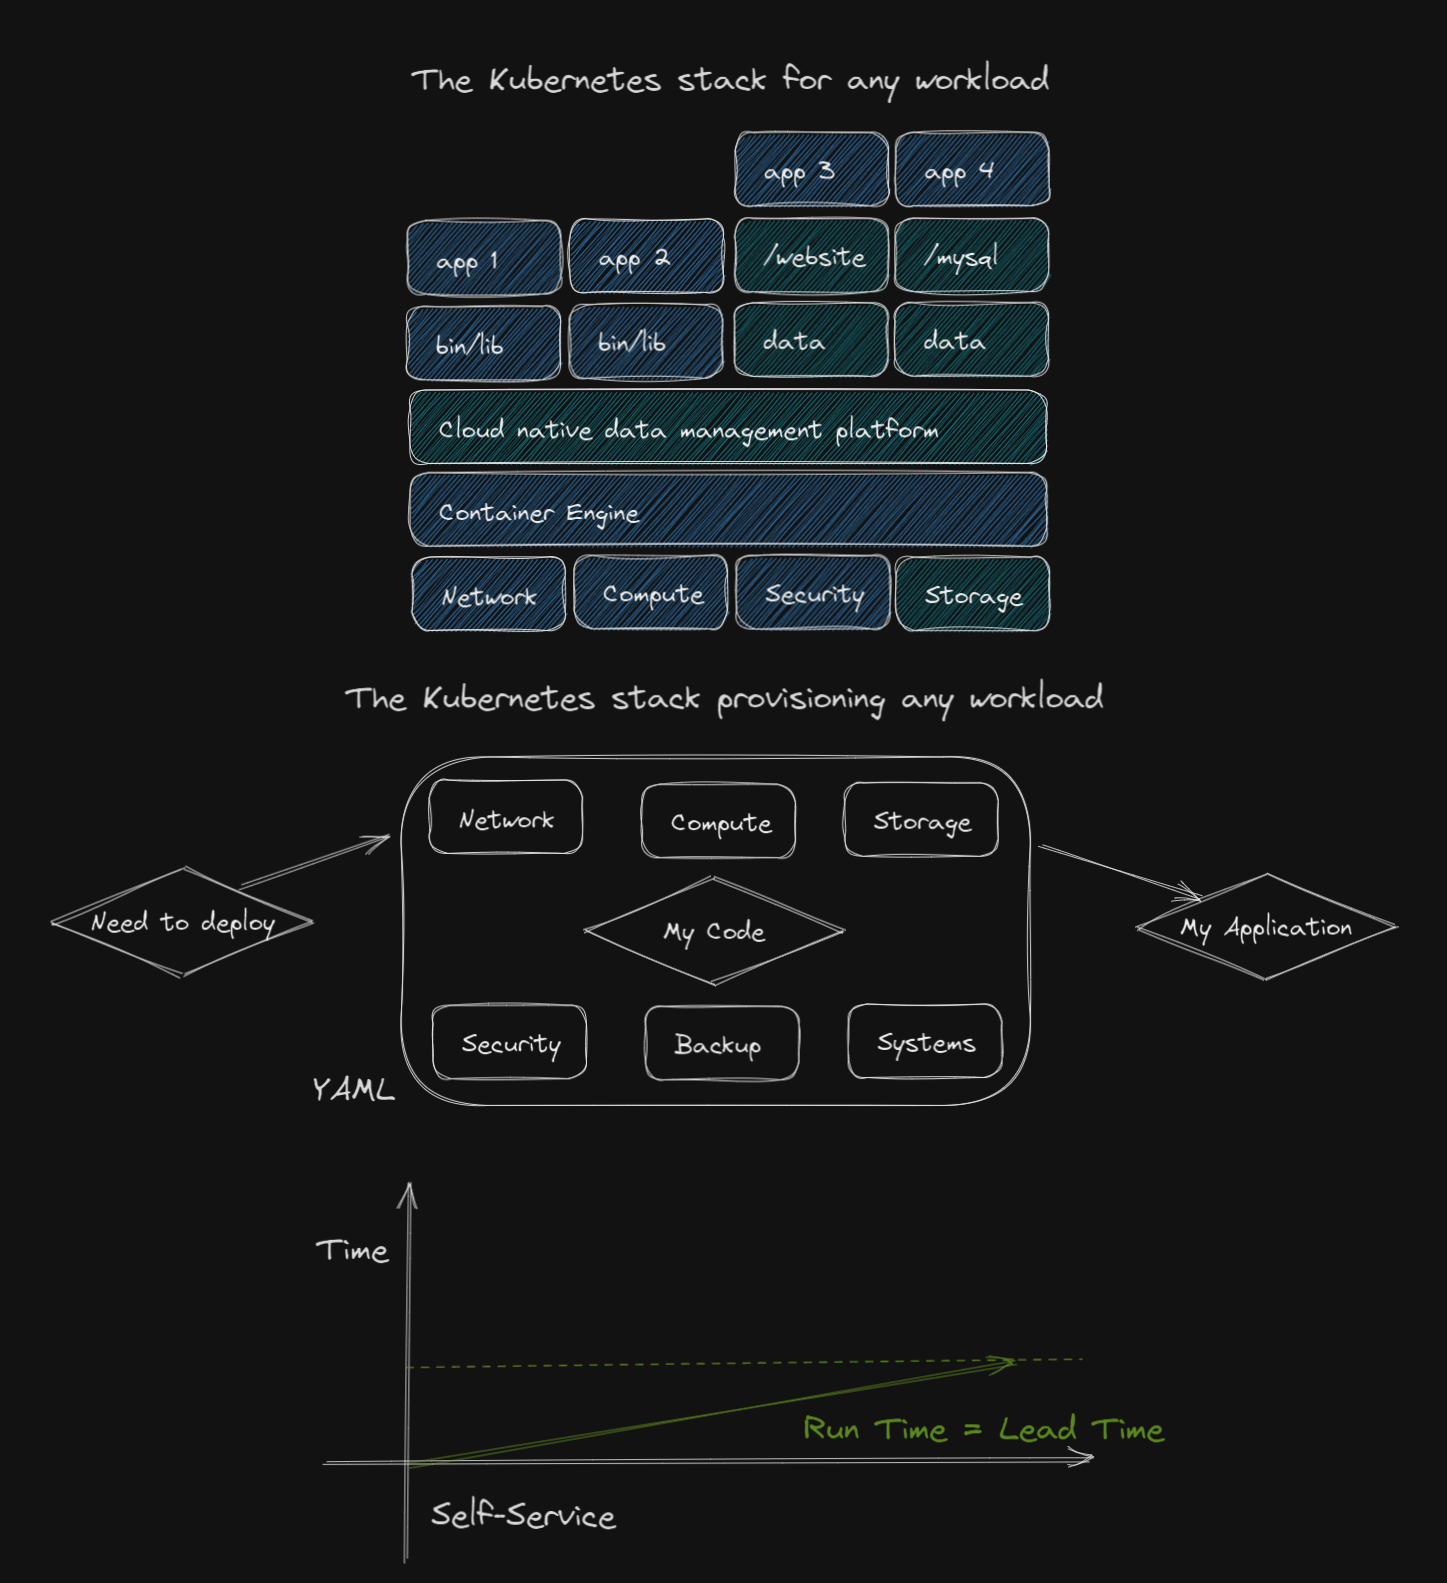 The Kubernetes stack for any workload
app 3
app 4
app 1
app 2
/website
/mysql
bin/lib
bin/lib
data
data
Cloud native data management platform
Container Engine
Network
Compute
Security
Storage
The Kubernetes stack provisioning any workload
Network
Compute
Storage
Need to deploy
My Code
My Application
Security
Backup
Systems
YAML
Time
Run Time = Lead Time
Self-Service